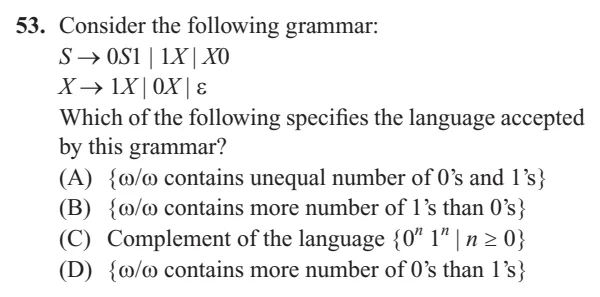 53. Consider the following grammar:
S → 0S1 | 1X | X0
X → 1X | 0X | ε
Which of the following specifies the language accepted
by this grammar?
(A) {ω/ω contains unequal number of 0’s and 1’s}
(B) {ω/ω contains more number of 1’s than 0’s}
(C) Complement of the language {0ⁿ 1ⁿ | n ≥ 0}
(D) {ω/ω contains more number of 0’s than 1’s}